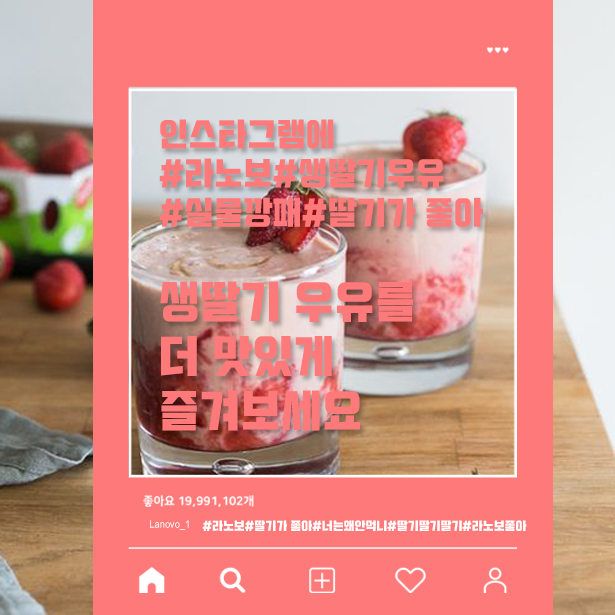 인스타그램에
#라노보#생딸기우유
#실물깡패#딸기가 좋아
생딸기 우유를
더 맛있게
즐겨보세요
좋아요 19,991,102개
Lanovo_1 #라노보#딸기가 좋아#너는왜안먹니#딸기딸기딸기#라노보좋아